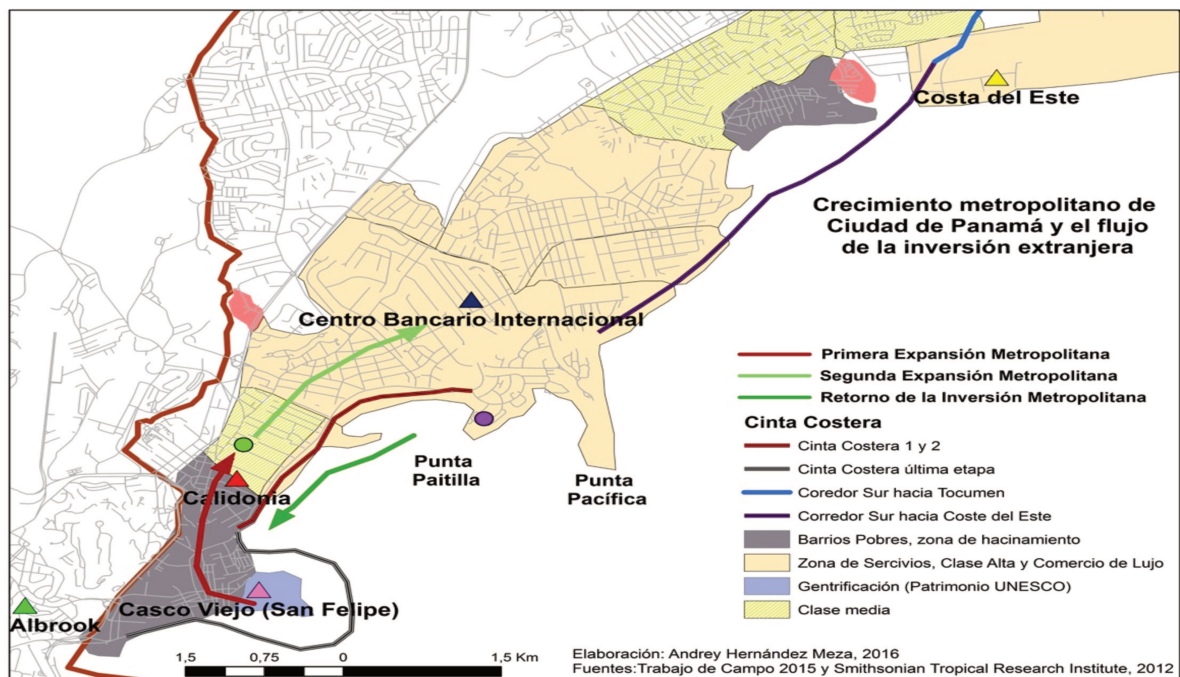 Costa del Este
Crecimiento metropolitano de
Ciudad de Panamá y el flujo
de la inversión extranjera
Centro Bancario Internacional
Primera Expansión Metropolitana
Segunda Expansión Metropolitana
Retorno de la Inversión Metropolitana
Cinta Costera
Cinta Costera 1 y 2
Cinta Costera última etapa
Coredor Sur hacia Tocumen
Corredor Sur hacia Coste del Este
Barrios Pobres, zona de hacinamiento
Zona de Sercivios, Clase Alta y Comercio de Lujo
Gentrificación (Patrimonio UNESCO)
Clase media
Punta
Paitilla
Punta
Pacífica
Calidonia
Casco Viejo (San Felipe)
Albrook
1,5 0,75 0 1,5 Km
Elaboración: Andrey Hernández Meza, 2016
Fuentes:Trabajo de Campo 2015 y Smithsonian Tropical Research Institute, 2012